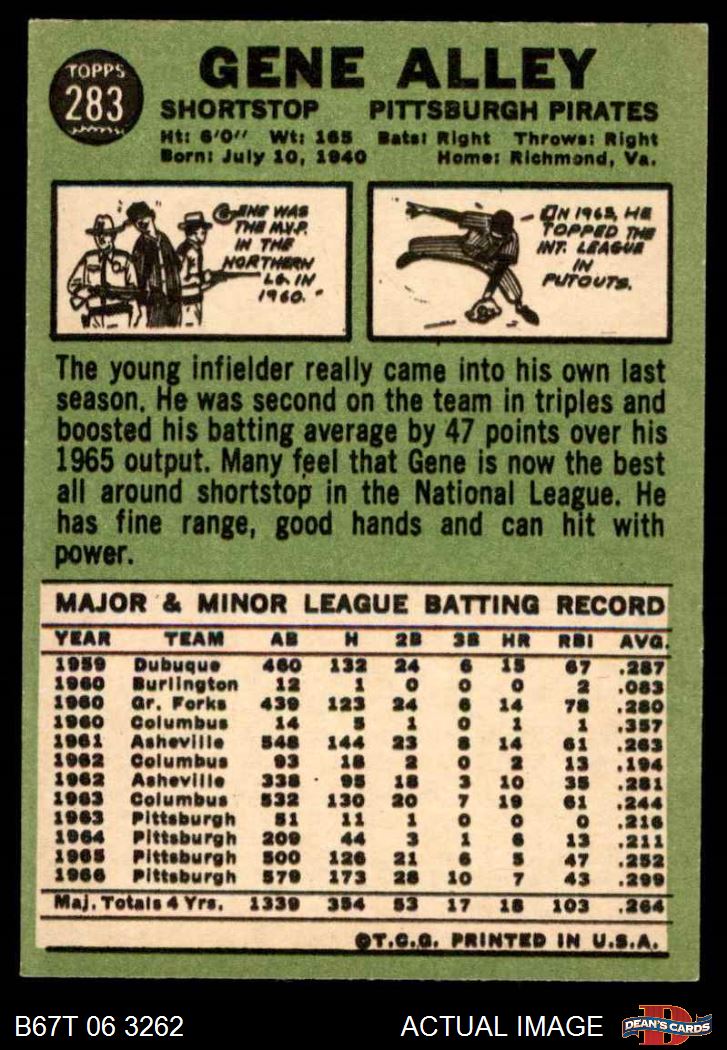 TOPPS
283
GENE ALLEY
SHORTSTOP PITTSBURGH PIRATES
Ht: 6'0" Wt: 165 Bats: Right Throws: Right
Born: July 10, 1940 Home: Richmond, Va.
GENE WAS
THE M.V.P.
IN THE
NORTHERN
LG. IN
1960.
IN 1963, HE
TOPPED THE
INT. LEAGUE
IN
PUTOUTS.
The young infielder really came into his own last
season. He was second on the team in triples and
boosted his batting average by 47 points over his
1965 output. Many feel that Gene is now the best
all around shortstop in the National League. He
has fine range, good hands and can hit with
power.
MAJOR & MINOR LEAGUE BATTING RECORD
YEAR TEAM AB H 2B 3B HR RBI AVG.
1959 Dubuque 460 132 24 6 15 67 .287
1960 Burlington 12 1 0 0 0 2 .083
1960 Gr. Forks 439 123 24 6 14 78 .280
1960 Columbus 14 5 1 0 1 1 .357
1961 Asheville 548 144 23 8 14 61 .263
1962 Columbus 93 18 2 0 2 13 .194
1962 Asheville 338 95 18 3 10 35 .281
1963 Columbus 532 130 20 7 19 61 .244
1963 Pittsburgh 51 11 1 0 0 0 .216
1964 Pittsburgh 209 44 3 1 6 13 .211
1965 Pittsburgh 500 126 21 6 5 47 .252
1966 Pittsburgh 579 173 28 10 7 43 .299
Maj. Totals 4 Yrs. 1339 354 53 17 18 103 .264
©T.C.G. PRINTED IN U.S.A.
B67T 06 3262 ACTUAL IMAGE
D
DEAN'S CARDS